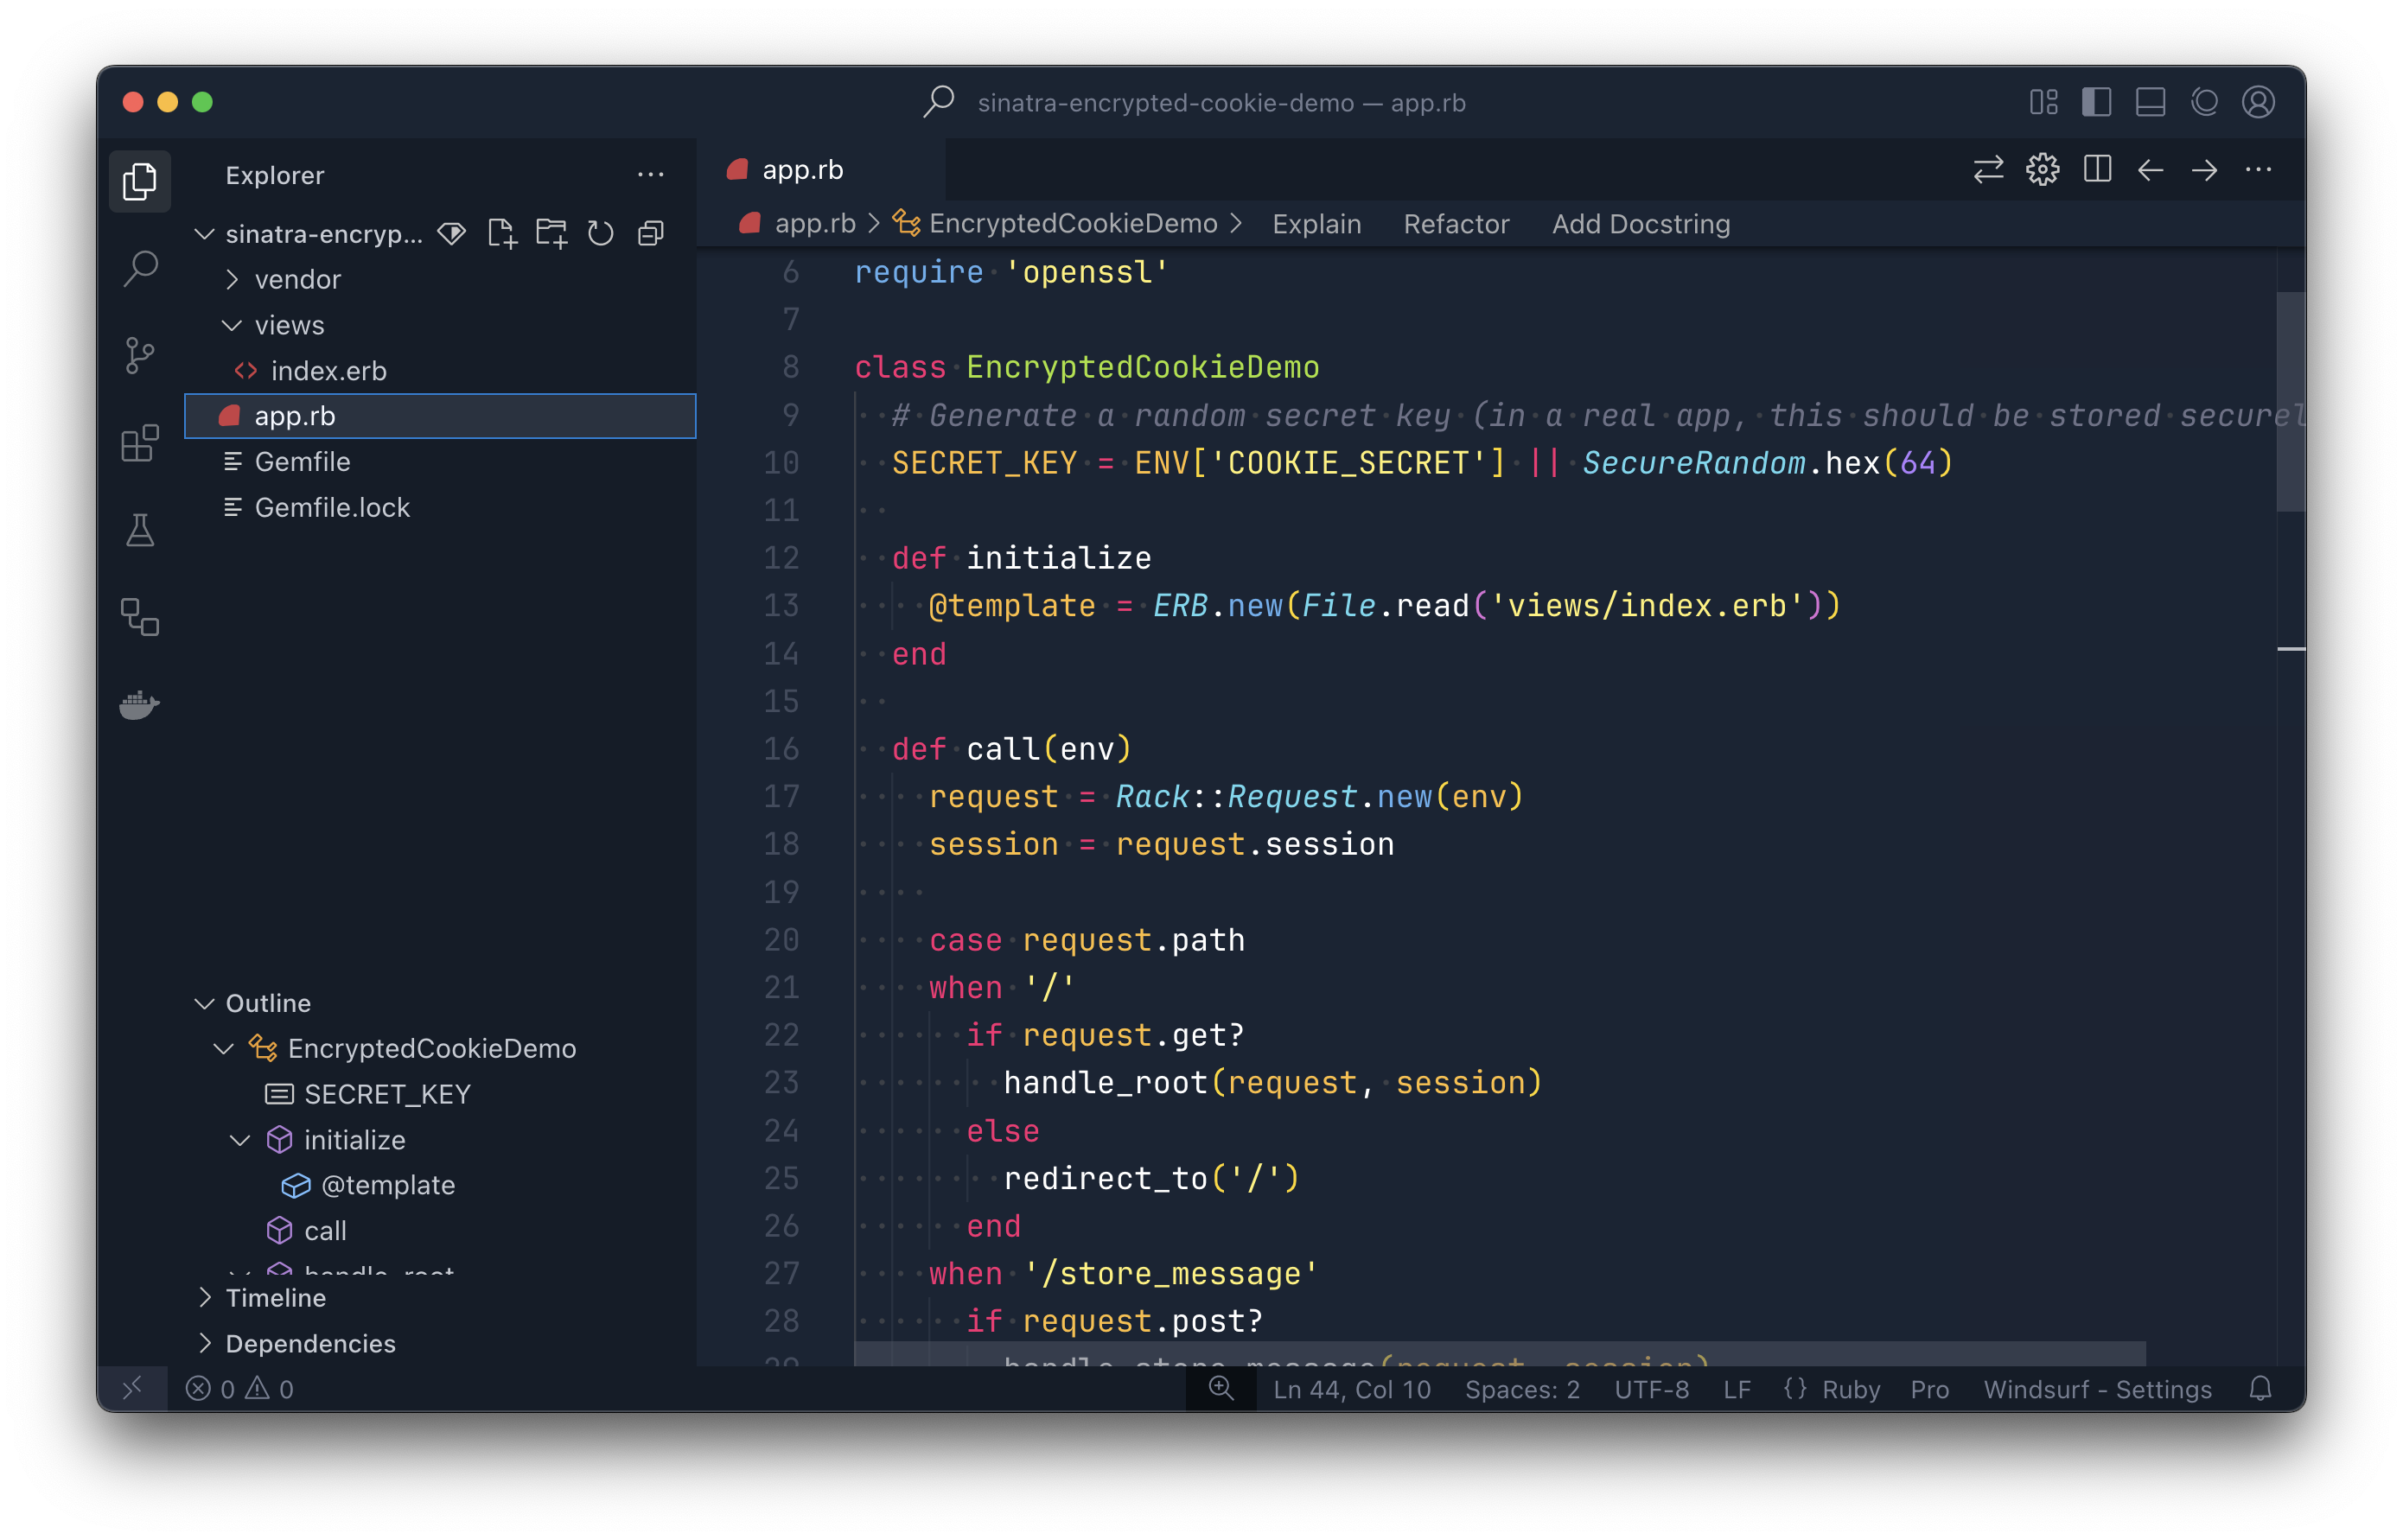 sinatra-encrypted-cookie-demo — app.rb
Explorer
sinatra-encryp...
vendor
views
index.erb
app.rb
Gemfile
Gemfile.lock
Outline
EncryptedCookieDemo
SECRET_KEY
initialize
@template
call
handle_root
Timeline
Dependencies
app.rb
app.rb > EncryptedCookieDemo > Explain Refactor Add Docstring
6 require 'openssl'
7
8 class EncryptedCookieDemo
9   # Generate a random secret key (in a real app, this should be stored securel
10   SECRET_KEY = ENV['COOKIE_SECRET'] || SecureRandom.hex(64)
11
12   def initialize
13     @template = ERB.new(File.read('views/index.erb'))
14   end
15
16   def call(env)
17     request = Rack::Request.new(env)
18     session = request.session
19
20     case request.path
21     when '/'
22       if request.get?
23         handle_root(request, session)
24       else
25         redirect_to('/')
26       end
27     when '/store_message'
28       if request.post?
29         handle_store_message(request, session)
0 0 Ln 44, Col 10 Spaces: 2 UTF-8 LF {} Ruby Pro Windsurf - Settings